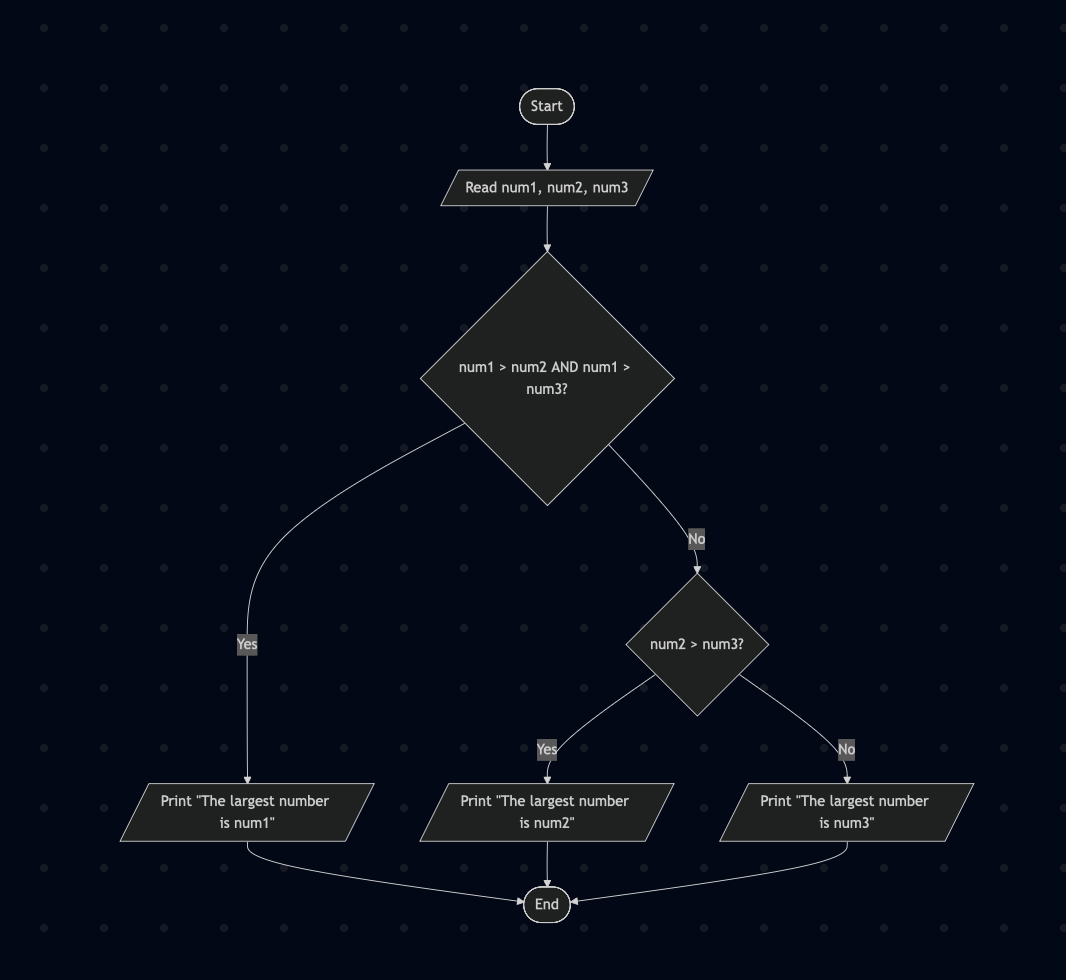 Start
Read num1, num2, num3
num1 > num2 AND num1 >
num3?
No
num2 > num3?
Yes
Yes
No
Print "The largest number
is num1"
Print "The largest number
is num2"
Print "The largest number
is num3"
End